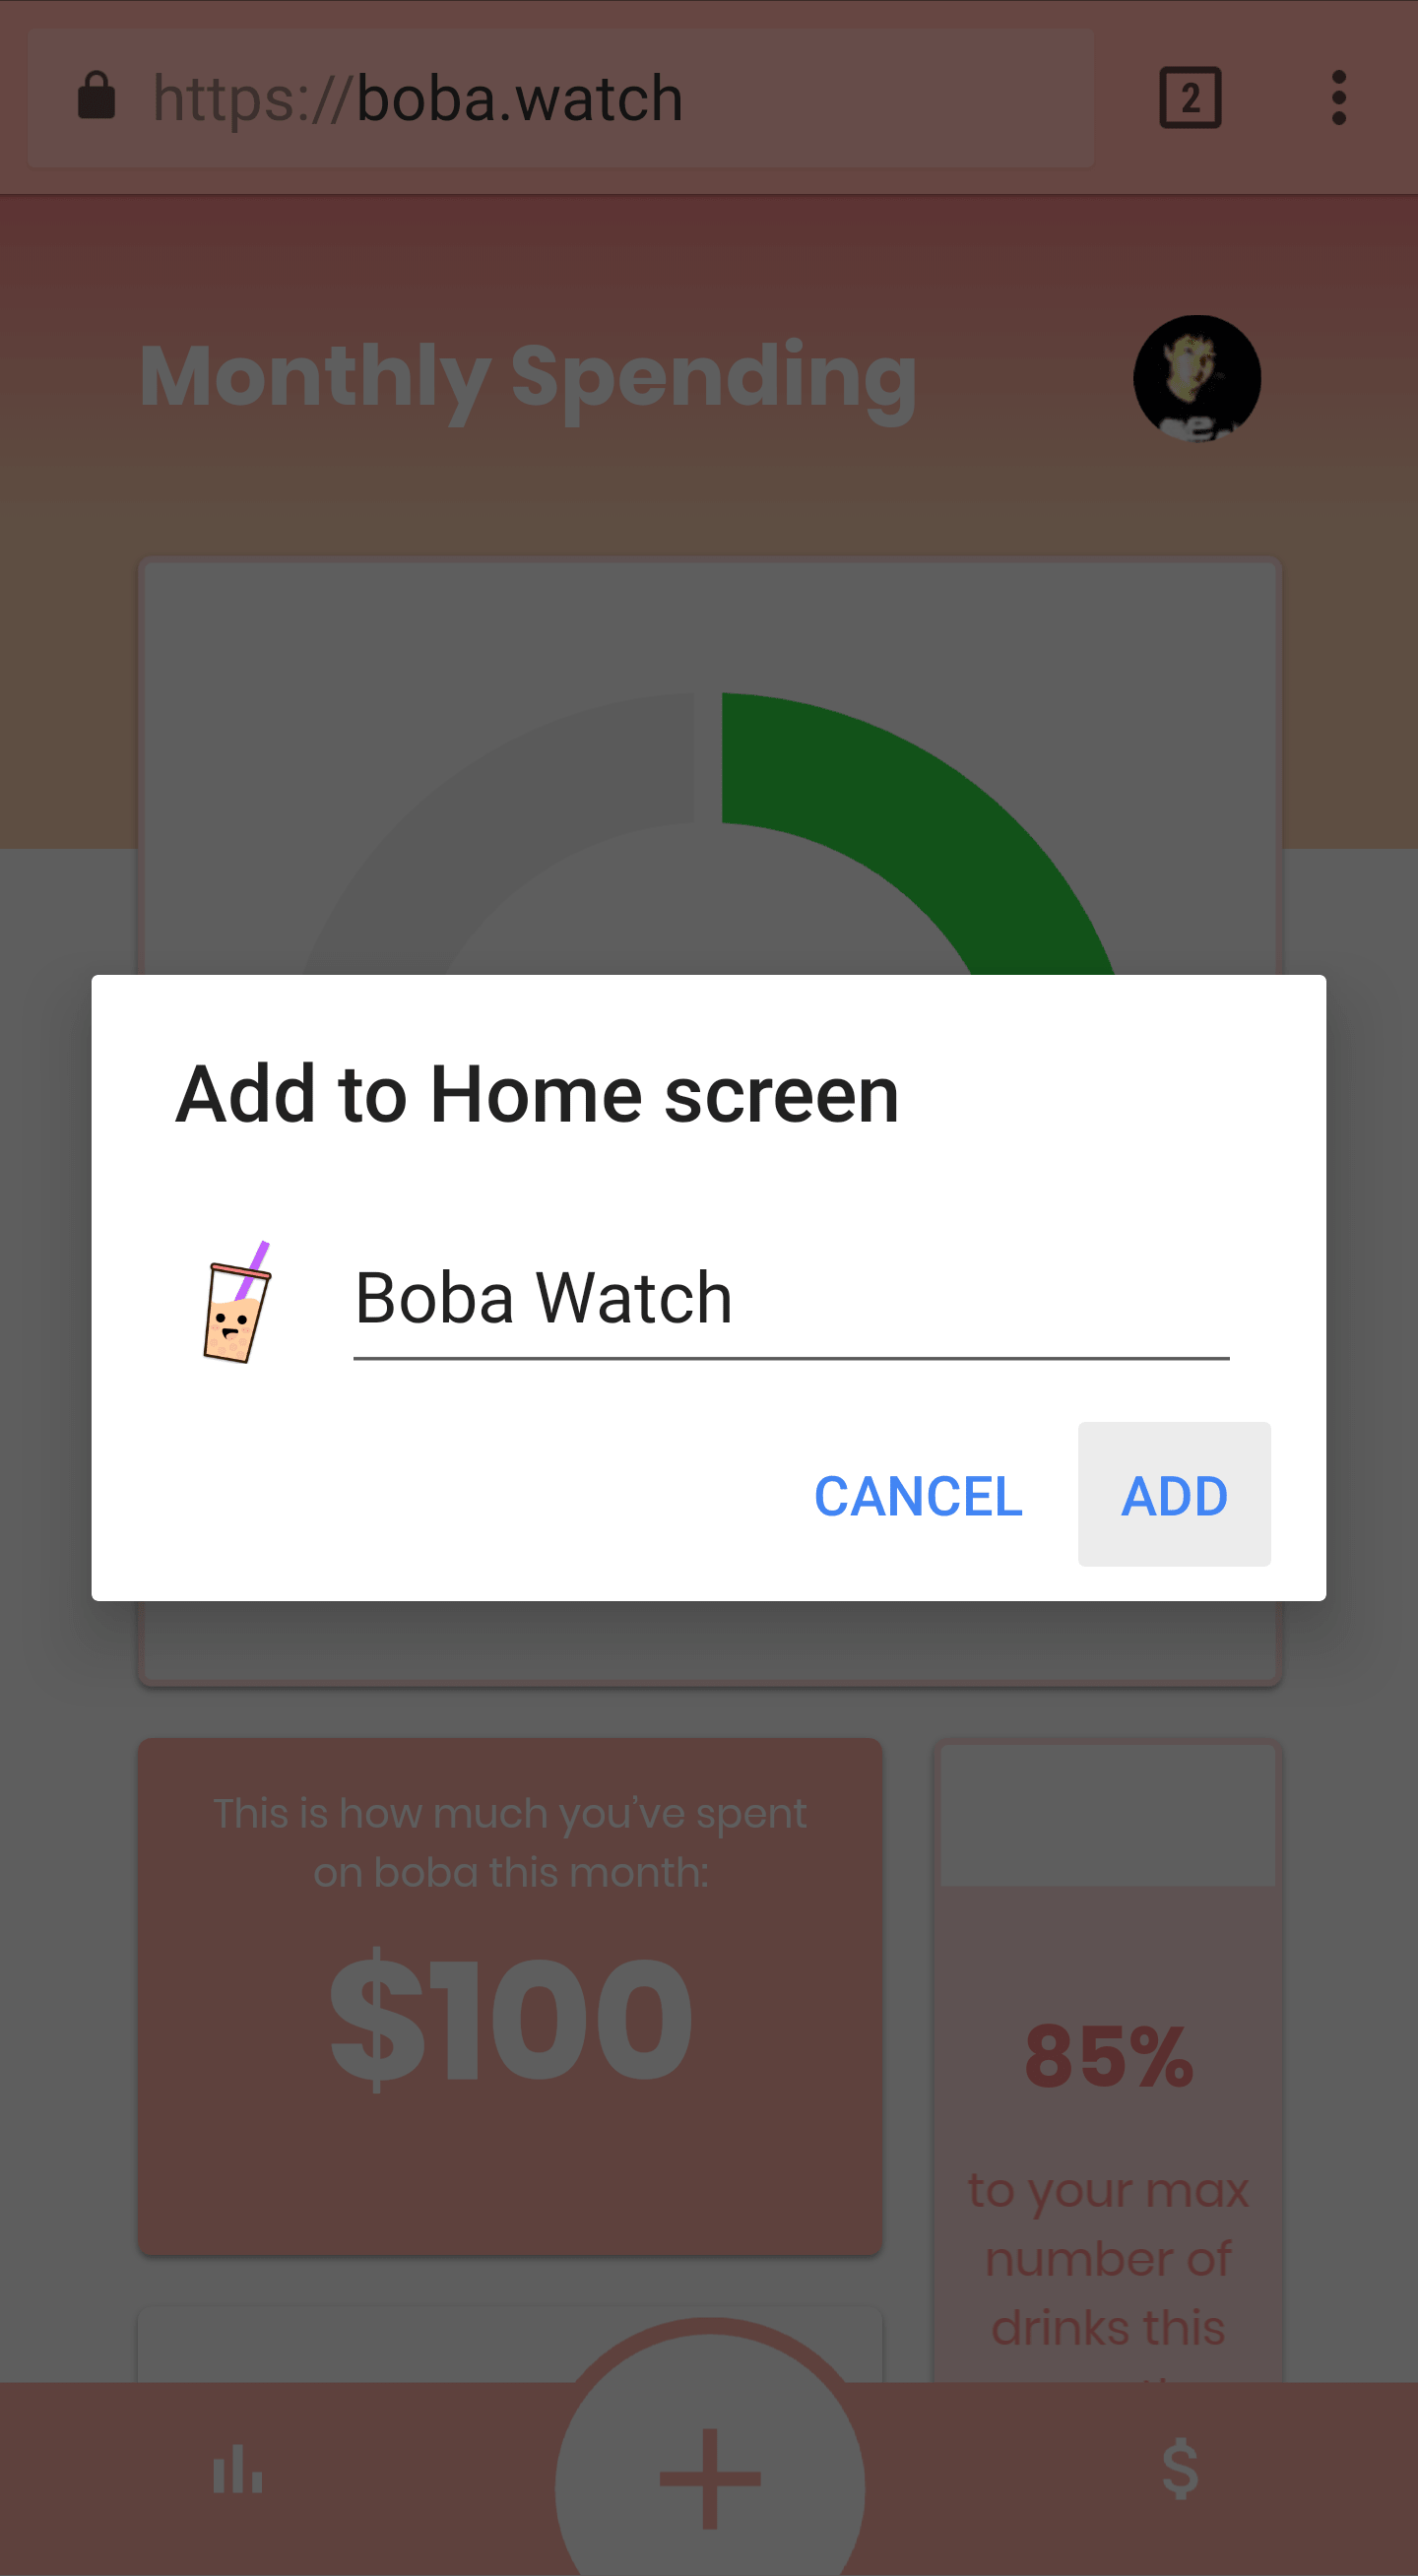 https://boba.watch
2
Monthly Spending
Add to Home screen
Boba Watch
CANCEL
ADD
This is how much you've spent
on boba this month:
$100
85%
to your max
number of
drinks this